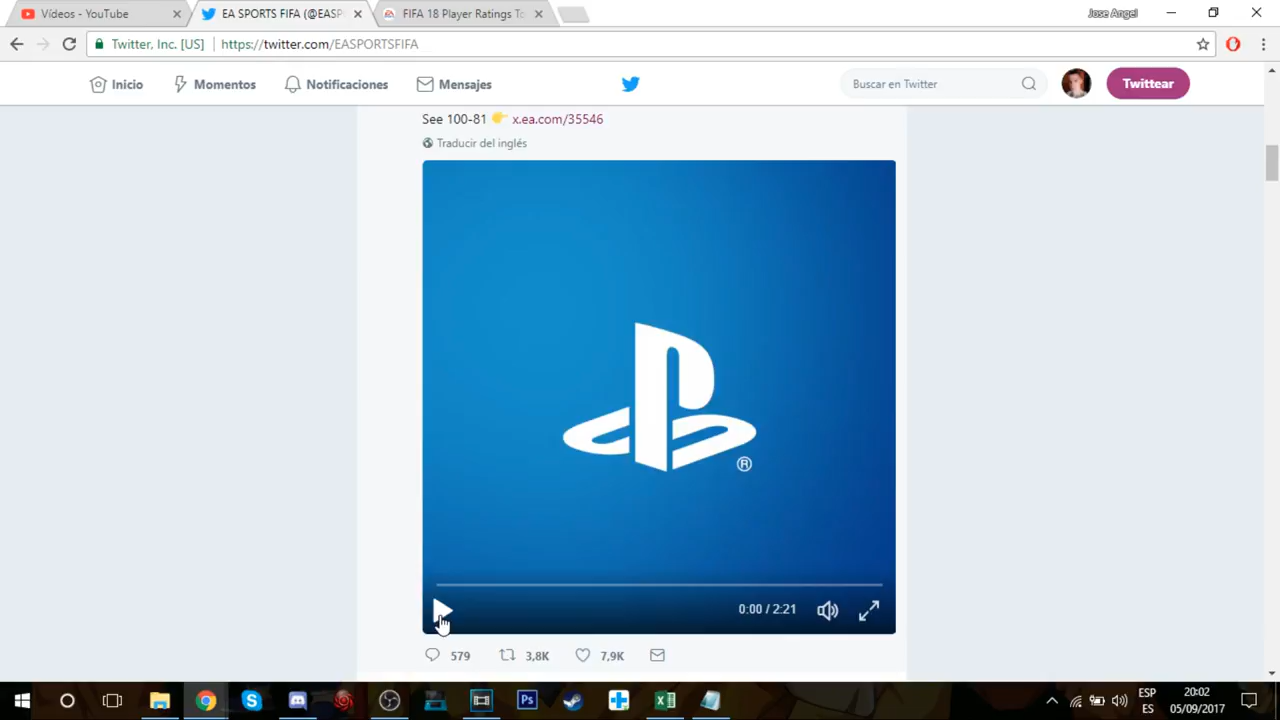 Vídeos - YouTube
EA SPORTS FIFA (@EASP
FIFA 18 Player Ratings To
Jose Angel
Twitter, Inc. [US]
https://twitter.com/EASPORTSFIFA
Inicio
Momentos
Notificaciones
Mensajes
Buscar en Twitter
Twittear
See 100-81 👉 x.ea.com/35546
Traducir del inglés
®
0:00 / 2:21
579
3,8K
7,9K
Ps
ESP
ES
20:02
05/09/2017